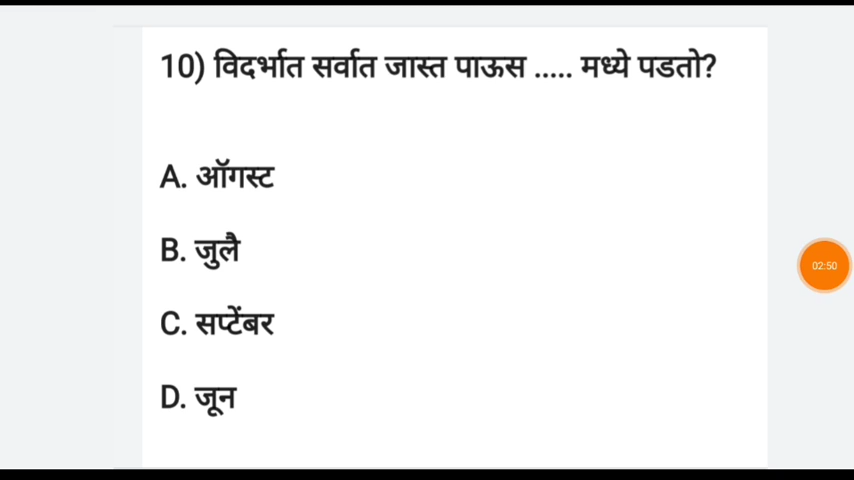 10) विदर्भात सर्वात जास्त पाऊस ..... मध्ये पडतो?
A. ऑगस्ट
B. जुलै
C. सप्टेंबर
D. जून
02:50